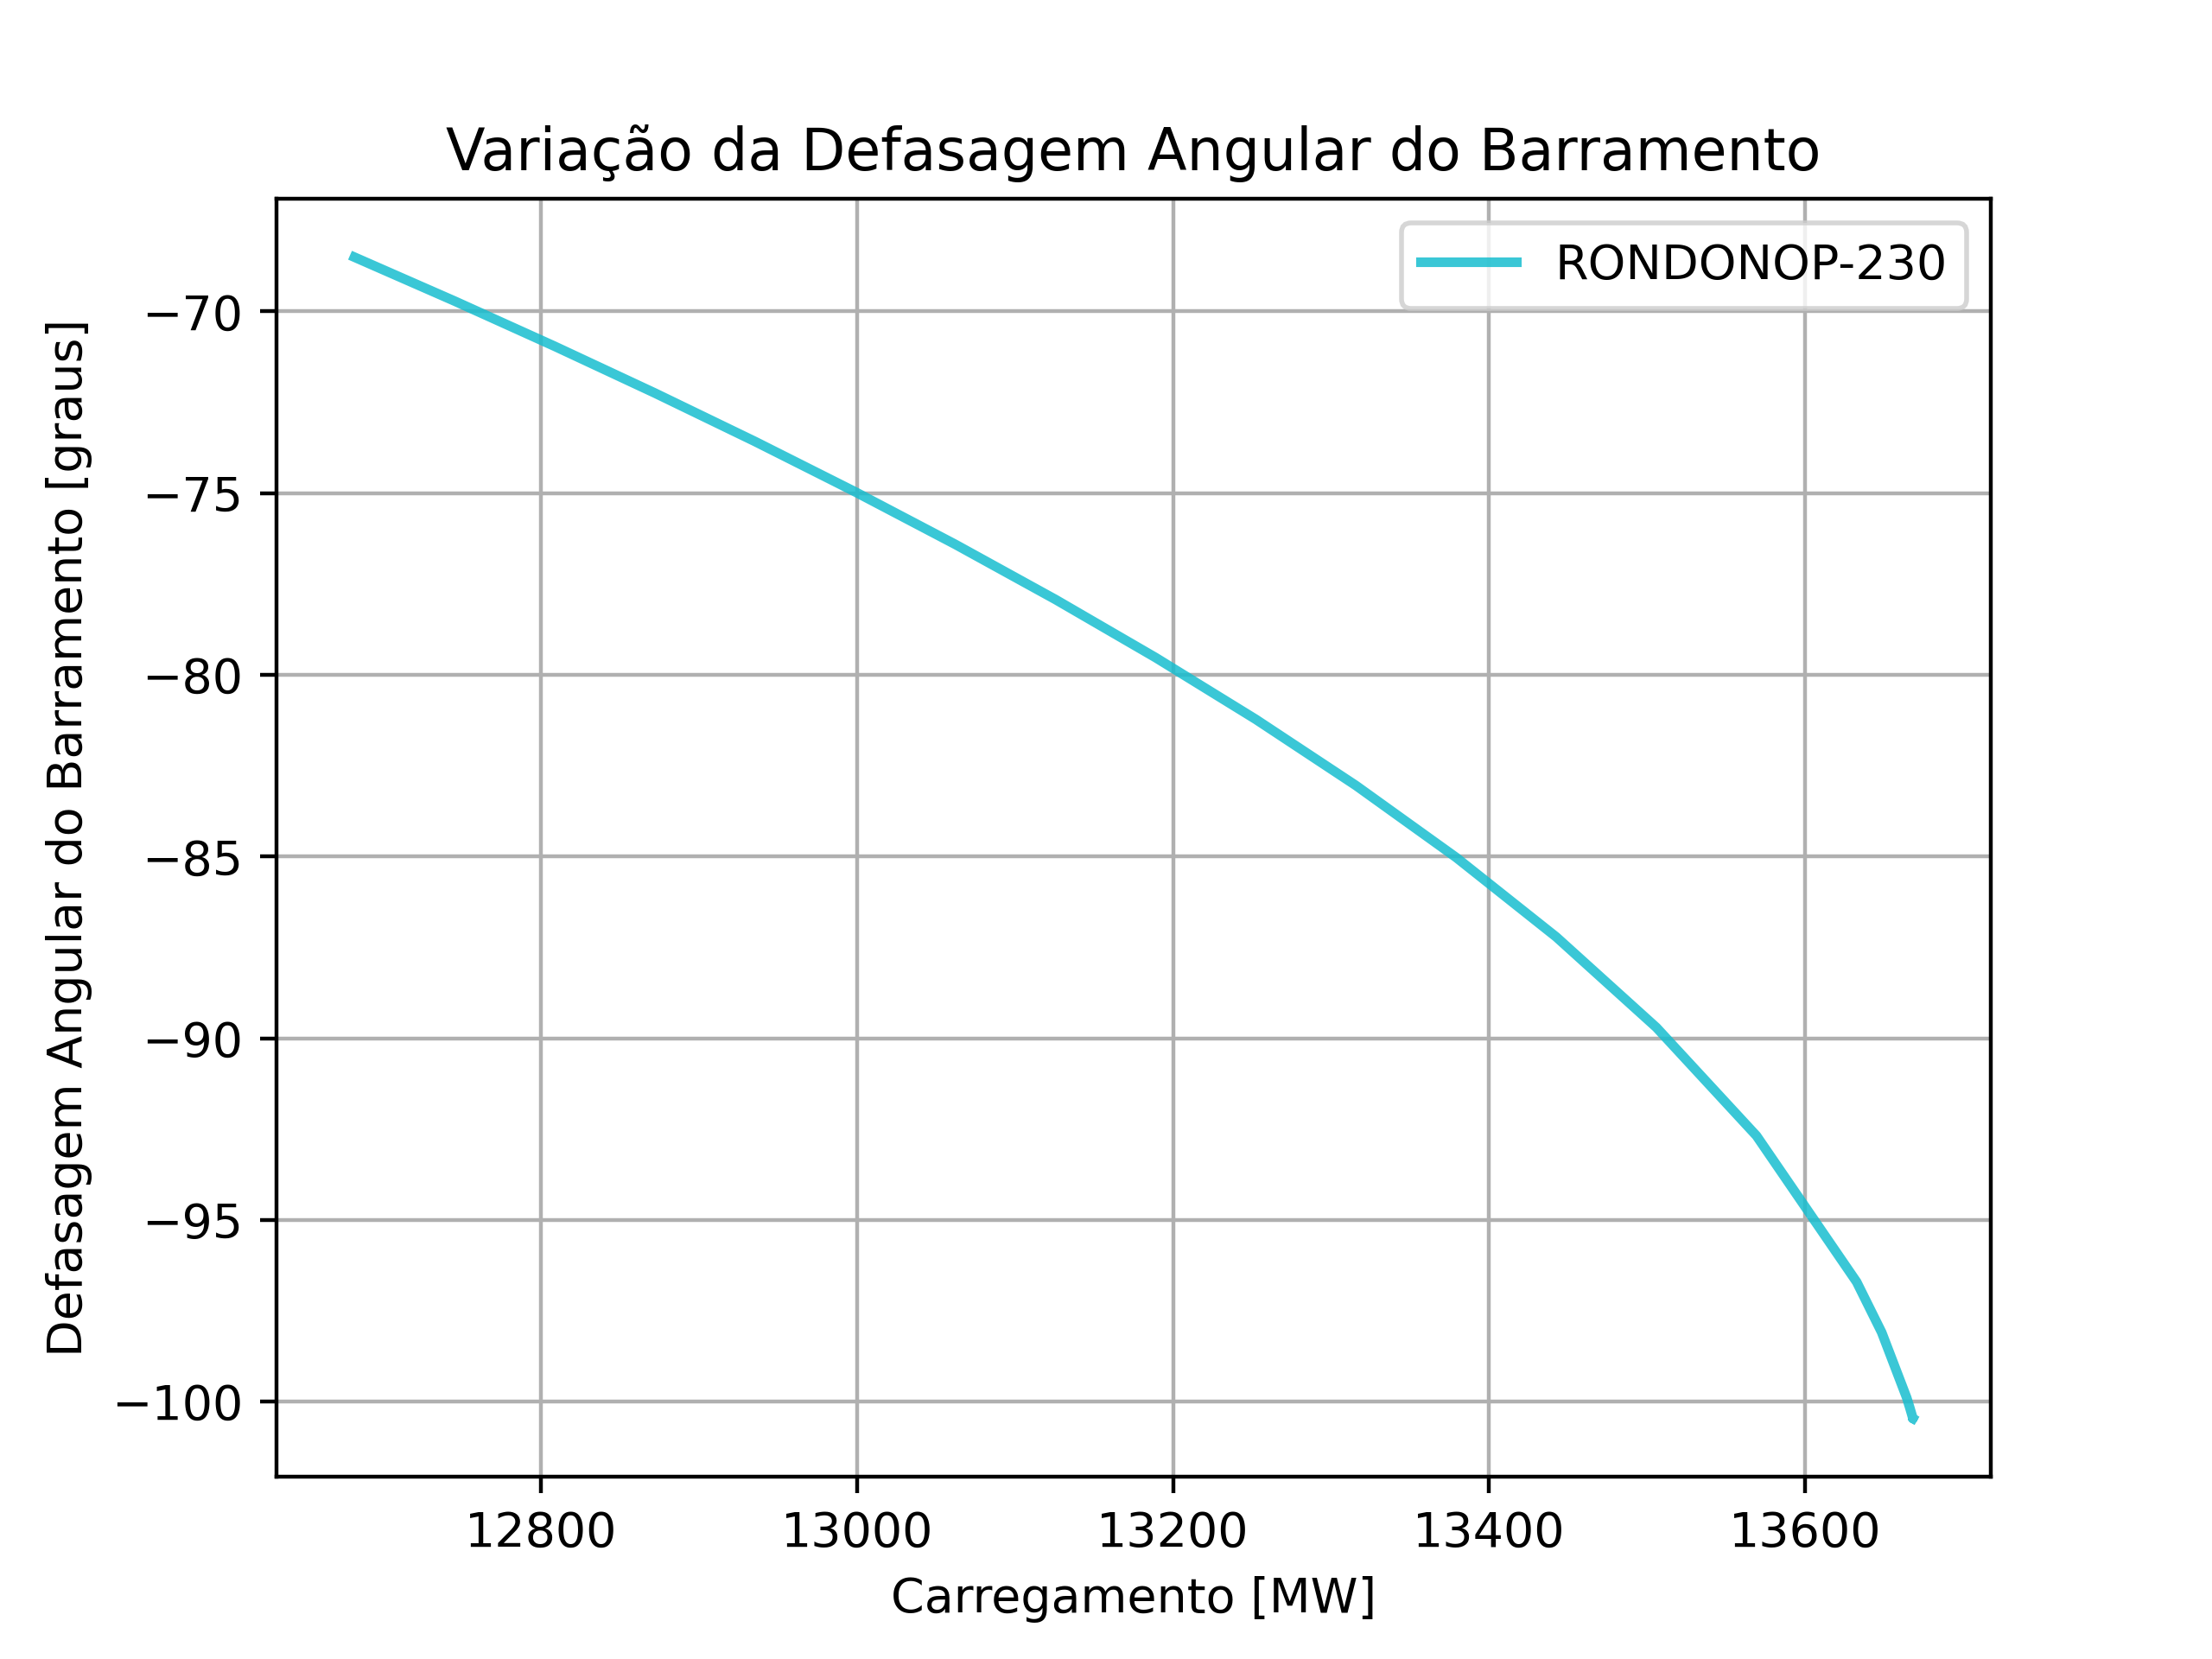 Variação da Defasagem Angular do Barramento
RONDONOP-230
Defasagem Angular do Barramento [graus]
−70
−75
−80
−85
−90
−95
−100
12800 13000 13200 13400 13600
Carregamento [MW]